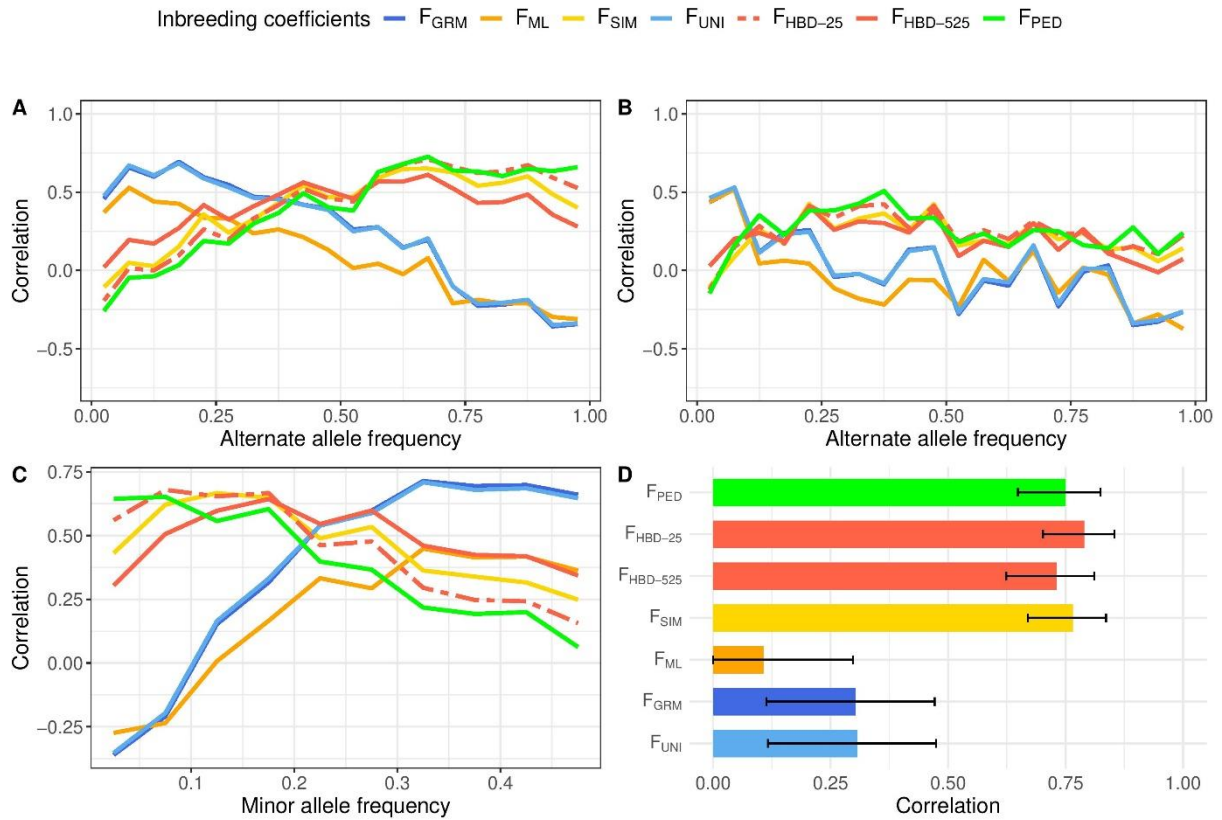 Inbreeding coefficients F_GRM F_ML F_SIM F_UNI F_HBD−25 F_HBD−525 F_PED
A
1.0
0.5
0.0
−0.5
Correlation
0.00 0.25 0.50 0.75 1.00
Alternate allele frequency
B
1.0
0.5
0.0
−0.5
Correlation
0.00 0.25 0.50 0.75 1.00
Alternate allele frequency
C
0.75
0.50
0.25
0.00
−0.25
Correlation
0.1 0.2 0.3 0.4
Minor allele frequency
D
F_PED
F_HBD−25
F_HBD−525
F_SIM
F_ML
F_GRM
F_UNI
0.00 0.25 0.50 0.75 1.00
Correlation